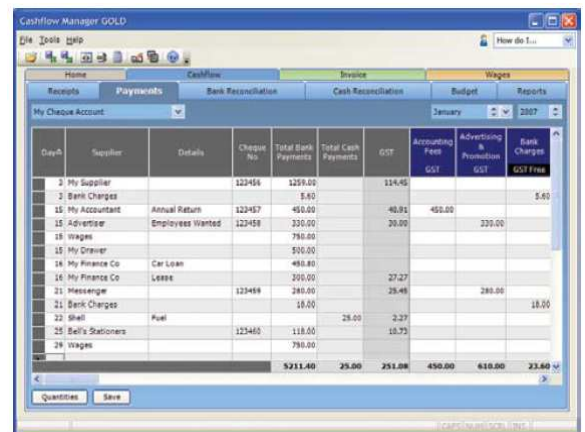 Cashflow Manager GOLD
File Tools Help
How do I...
Home Cashflow Invoice Wages
Receipts Payments Bank Reconciliation Cash Reconciliation Budget Reports
My Cheque Account January 2007
Day Supplier Details Cheque No Total Bank Payments Total Cash Payments GST Accounting Fees GST Advertising & Promotion GST Bank Charges GST Free
3 My Supplier 123456 1259.00 114.45
3 Bank Charges 5.60 5.60
15 My Accountant Annual Return 123457 450.00 40.91 450.00
15 Advertiser Employees Wanted 123458 330.00 30.00 330.00
15 Wages 750.00
15 My Drawer 500.00
16 My Finance Co Car Loan 450.80
16 My Finance Co Lease 300.00 27.27
21 Messenger 123459 280.00 25.45 280.00
21 Bank Charges 18.00 18.00
22 Shell Fuel 25.00 2.27
25 Bell's Stationers 123460 118.00 10.73
29 Wages 750.00
5211.40 25.00 251.08 450.00 610.00 23.60
Quantities Save
CAPS NUM SCRL INS